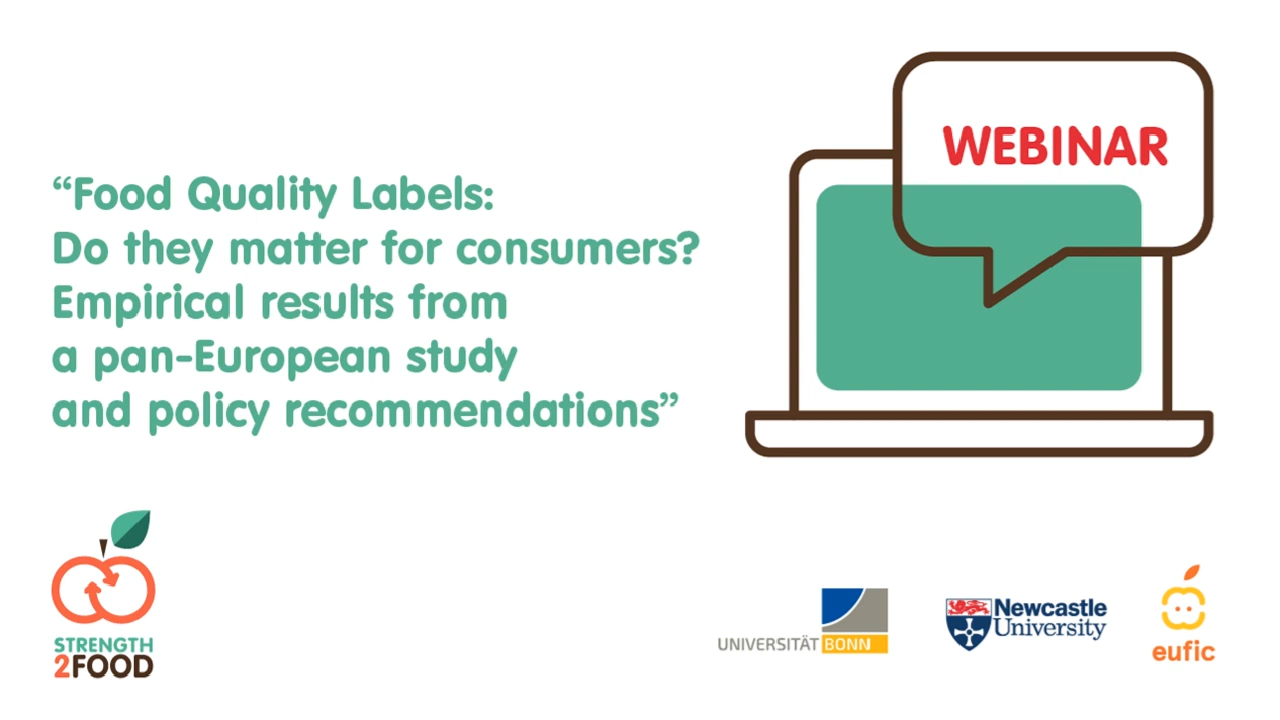 “Food Quality Labels:
Do they matter for consumers?
Empirical results from
a pan-European study
and policy recommendations”
WEBINAR
STRENGTH
2FOOD
UNIVERSITÄT BONN
Newcastle
University
eufic